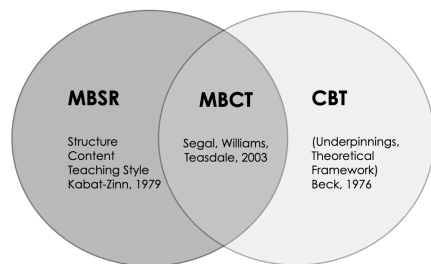 MBSR
Structure
Content
Teaching Style
Kabat-Zinn, 1979
MBCT
Segal, Williams,
Teasdale, 2003
CBT
(Underpinnings,
Theoretical
Framework)
Beck, 1976